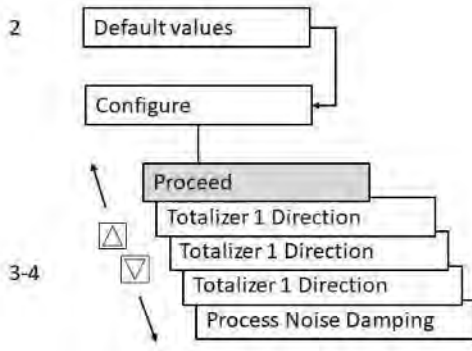 2
Default values
Configure
Proceed
Totalizer 1 Direction
Totalizer 1 Direction
3-4
Totalizer 1 Direction
Process Noise Damping